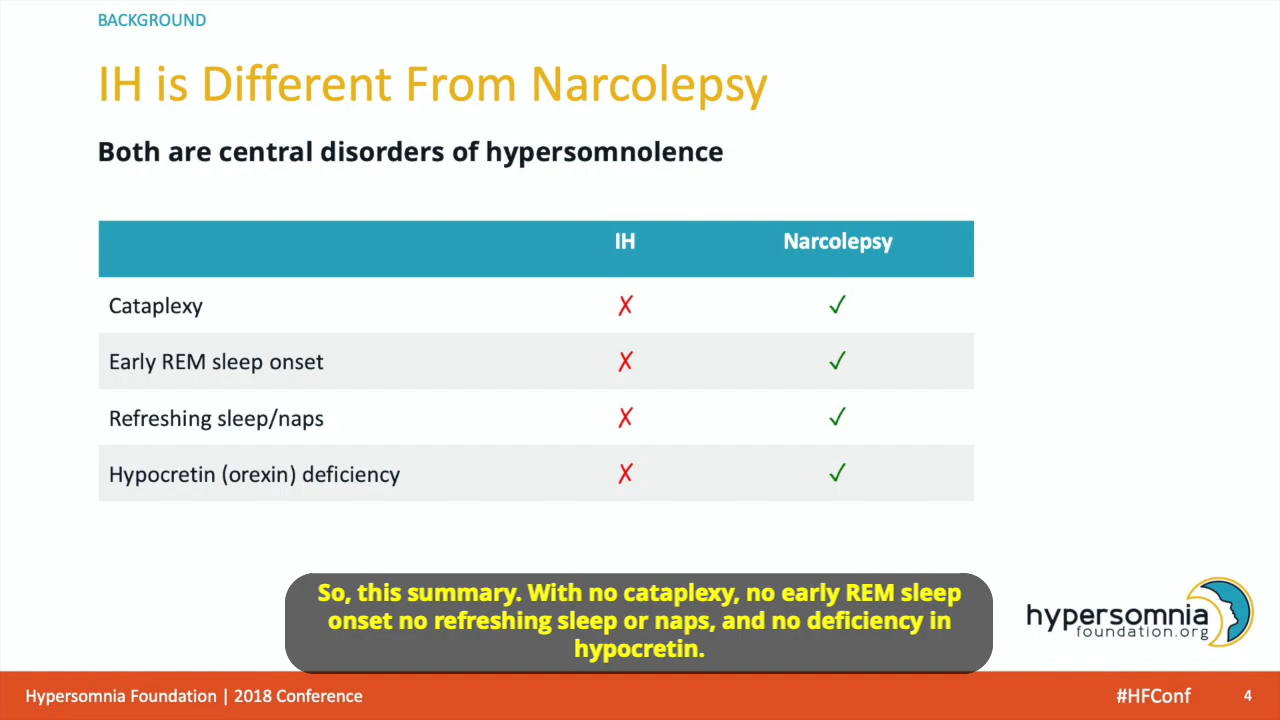 BACKGROUND
IH is Different From Narcolepsy
Both are central disorders of hypersomnolence
IH Narcolepsy
Cataplexy ✗ ✓
Early REM sleep onset ✗ ✓
Refreshing sleep/naps ✗ ✓
Hypocretin (orexin) deficiency ✗ ✓
So, this summary. With no cataplexy, no early REM sleep
onset no refreshing sleep or naps, and no deficiency in
hypocretin.
hypersomnia
foundation.org
Hypersomnia Foundation | 2018 Conference #HFConf 4